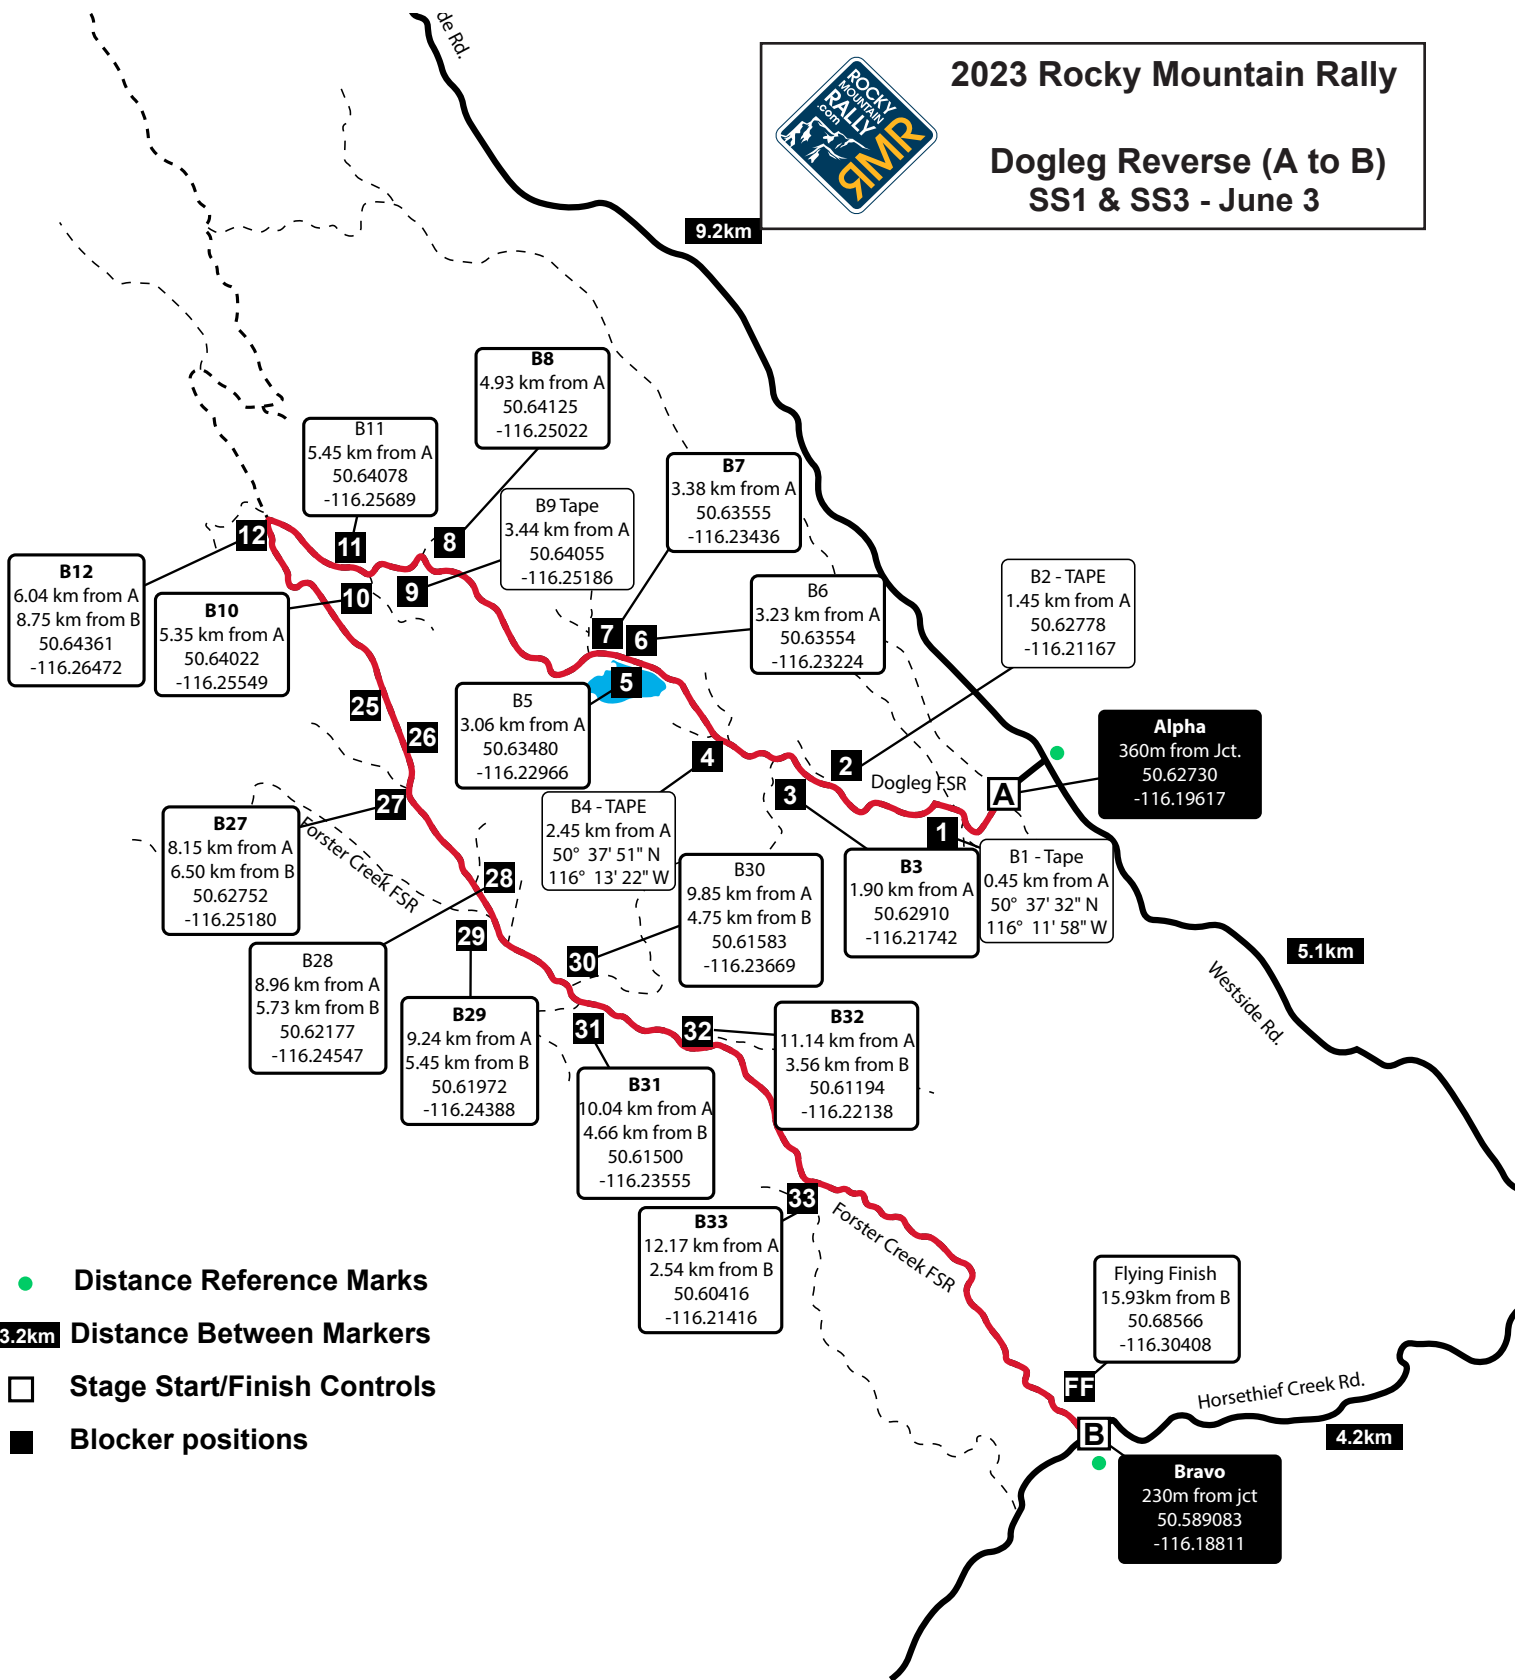 de Rd.
2023 Rocky Mountain Rally
Dogleg Reverse (A to B)
SS1 & SS3 - June 3
ROCKY
MOUNTAIN
RALLY
.com
RMR
9.2km
B8
4.93 km from A
50.64125
-116.25022
B11
5.45 km from A
50.64078
-116.25689
B7
3.38 km from A
50.63555
-116.23436
B9 Tape
3.44 km from A
50.64055
-116.25186
12
11
8
9
10
B12
6.04 km from A
8.75 km from B
50.64361
-116.26472
B10
5.35 km from A
50.64022
-116.25549
B6
3.23 km from A
50.63554
-116.23224
B2 - TAPE
1.45 km from A
50.62778
-116.21167
7
6
5
25
26
B5
3.06 km from A
50.63480
-116.22966
4
2
3
Dogleg FSR
A
1
Alpha
360m from Jct.
50.62730
-116.19617
27
B27
8.15 km from A
6.50 km from B
50.62752
-116.25180
Forster Creek FSR
B4 - TAPE
2.45 km from A
50° 37' 51" N
116° 13' 22" W
B30
9.85 km from A
4.75 km from B
50.61583
-116.23669
B3
1.90 km from A
50.62910
-116.21742
B1 - Tape
0.45 km from A
50° 37' 32" N
116° 11' 58" W
28
29
30
B28
8.96 km from A
5.73 km from B
50.62177
-116.24547
B29
9.24 km from A
5.45 km from B
50.61972
-116.24388
31
32
B32
11.14 km from A
3.56 km from B
50.61194
-116.22138
5.1km
Westside Rd.
B31
10.04 km from A
4.66 km from B
50.61500
-116.23555
33
B33
12.17 km from A
2.54 km from B
50.60416
-116.21416
Forster Creek FSR
Flying Finish
15.93km from B
50.68566
-116.30408
FF
Horsethief Creek Rd.
4.2km
B
Bravo
230m from jct
50.589083
-116.18811
Distance Reference Marks
3.2km Distance Between Markers
Stage Start/Finish Controls
Blocker positions